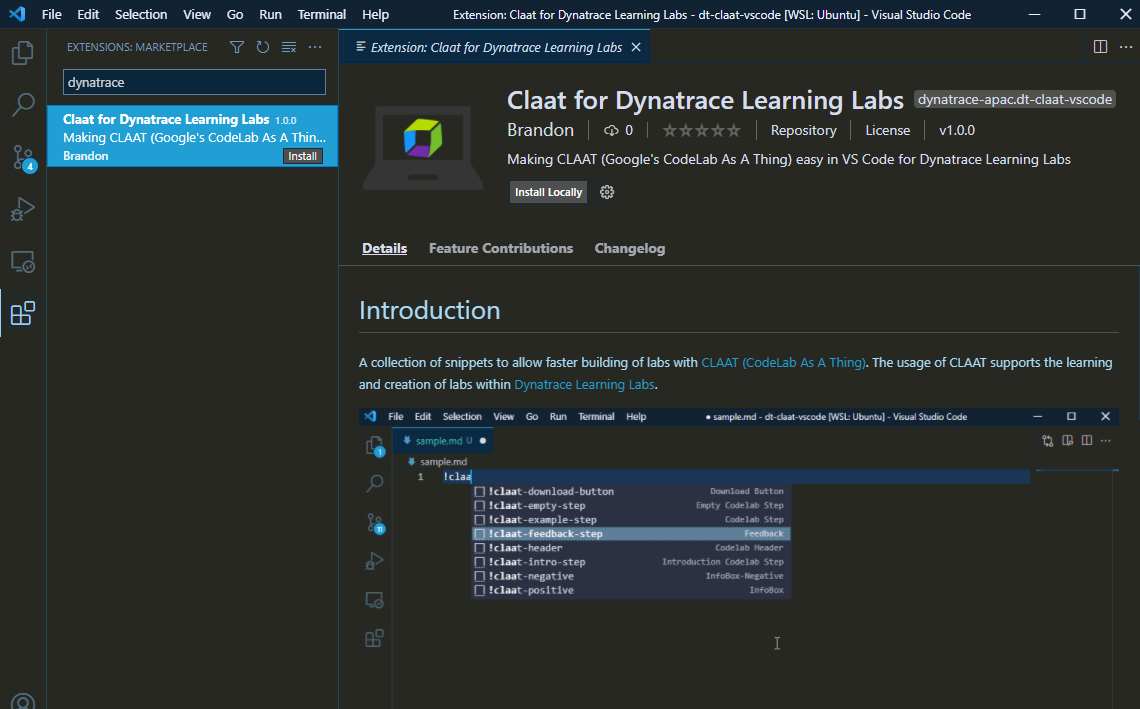 File Edit Selection View Go Run Terminal Help Extension: Claat for Dynatrace Learning Labs - dt-claat-vscode [WSL: Ubuntu] - Visual Studio Code
EXTENSIONS: MARKETPLACE
dynatrace
Claat for Dynatrace Learning Labs 1.0.0
Making CLAAT (Google's CodeLab As A Thin...
Brandon Install
4
Extension: Claat for Dynatrace Learning Labs
Claat for Dynatrace Learning Labs dynatrace-apac.dt-claat-vscode
Brandon 0 Repository License v1.0.0
Making CLAAT (Google's CodeLab As A Thing) easy in VS Code for Dynatrace Learning Labs
Install Locally
Details Feature Contributions Changelog
Introduction
A collection of snippets to allow faster building of labs with CLAAT (CodeLab As A Thing). The usage of CLAAT supports the learning
and creation of labs within Dynatrace Learning Labs.
File Edit Selection View Go Run Terminal Help ● sample.md - dt-claat-vscode [WSL: Ubuntu] - Visual Studio Code
sample.md U
1
sample.md
1 !claa
!claat-download-button Download Button
!claat-empty-step Empty Codelab Step
!claat-example-step Codelab Step
!claat-feedback-step Feedback
!claat-header Codelab Header
!claat-intro-step Introduction Codelab Step
!claat-negative InfoBox-Negative
!claat-positive InfoBox
11